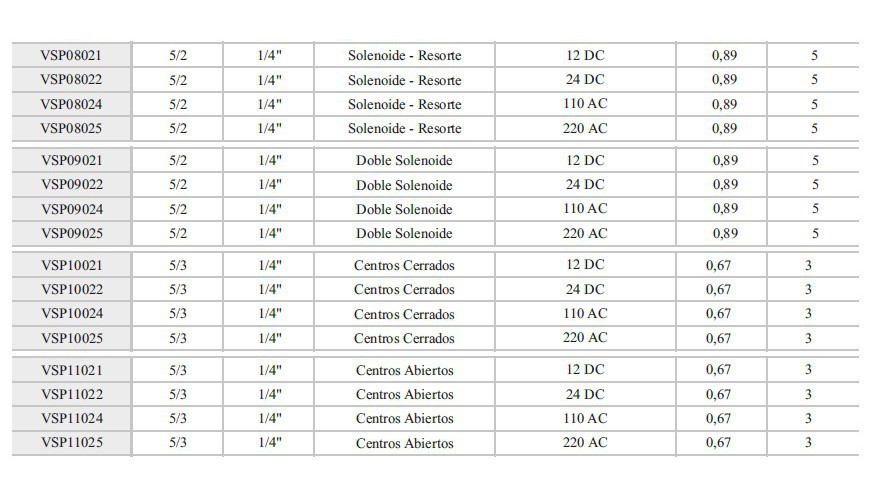 VSP08021 5/2 1/4" Solenoide - Resorte 12 DC 0,89 5
VSP08022 5/2 1/4" Solenoide - Resorte 24 DC 0,89 5
VSP08024 5/2 1/4" Solenoide - Resorte 110 AC 0,89 5
VSP08025 5/2 1/4" Solenoide - Resorte 220 AC 0,89 5
VSP09021 5/2 1/4" Doble Solenoide 12 DC 0,89 5
VSP09022 5/2 1/4" Doble Solenoide 24 DC 0,89 5
VSP09024 5/2 1/4" Doble Solenoide 110 AC 0,89 5
VSP09025 5/2 1/4" Doble Solenoide 220 AC 0,89 5
VSP10021 5/3 1/4" Centros Cerrados 12 DC 0,67 3
VSP10022 5/3 1/4" Centros Cerrados 24 DC 0,67 3
VSP10024 5/3 1/4" Centros Cerrados 110 AC 0,67 3
VSP10025 5/3 1/4" Centros Cerrados 220 AC 0,67 3
VSP11021 5/3 1/4" Centros Abiertos 12 DC 0,67 3
VSP11022 5/3 1/4" Centros Abiertos 24 DC 0,67 3
VSP11024 5/3 1/4" Centros Abiertos 110 AC 0,67 3
VSP11025 5/3 1/4" Centros Abiertos 220 AC 0,67 3